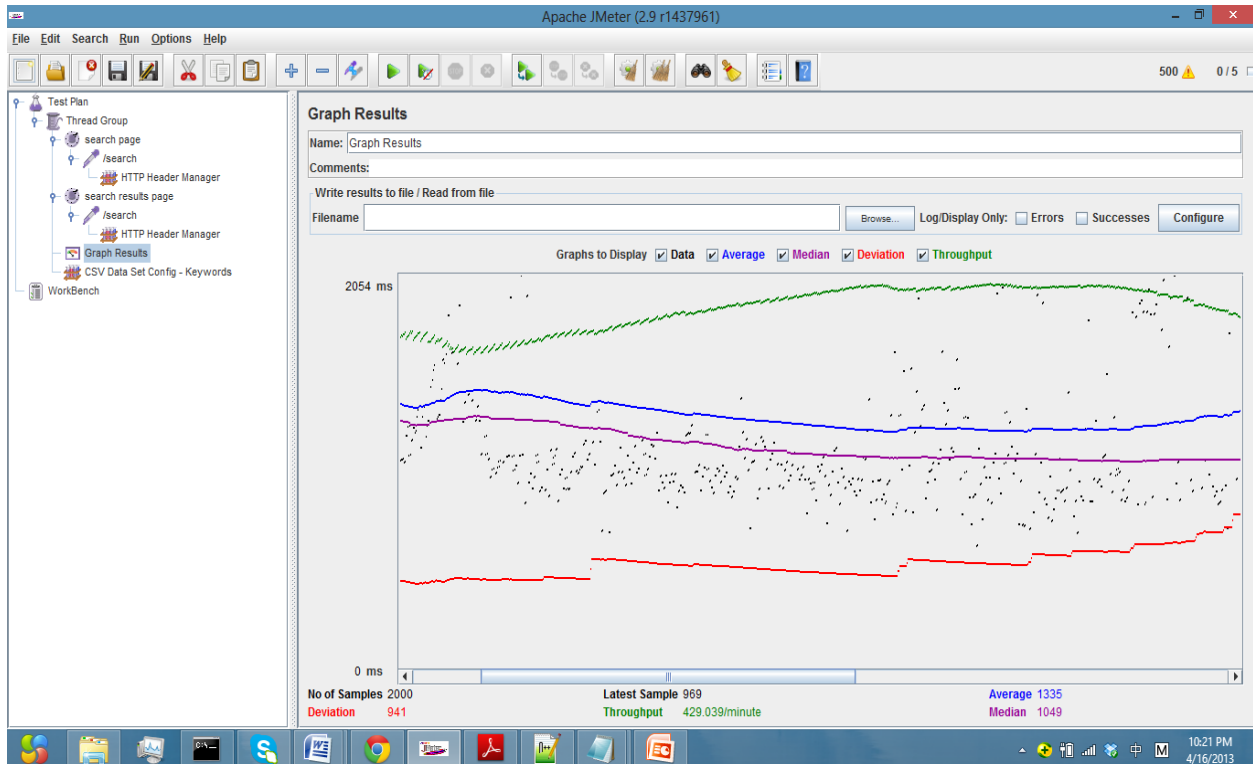 Apache JMeter (2.9 r1437961)
File Edit Search Run Options Help
500 0 / 5
Test Plan
Thread Group
search page
/search
HTTP Header Manager
search results page
/search
HTTP Header Manager
Graph Results
CSV Data Set Config - Keywords
WorkBench
Graph Results
Name: Graph Results
Comments:
Write results to file / Read from file
Filename Browse... Log/Display Only: Errors Successes Configure
Graphs to Display Data Average Median Deviation Throughput
2054 ms
0 ms
No of Samples 2000 Latest Sample 969 Average 1335
Deviation 941 Throughput 429.039/minute Median 1049
中 M
10:21 PM
4/16/2013